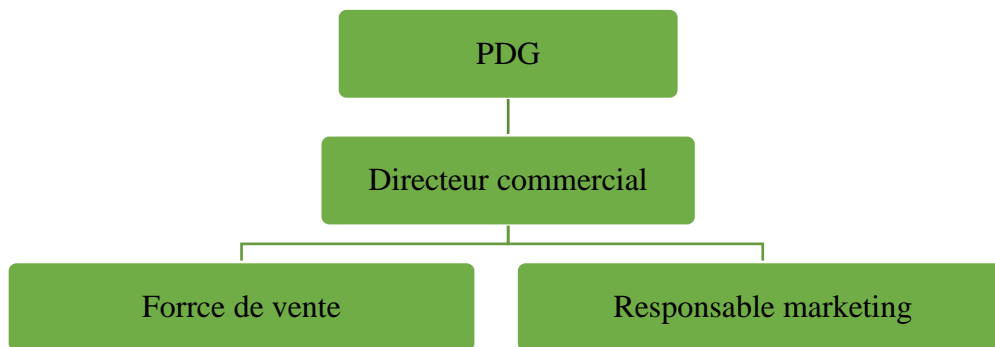 PDG
Directeur commercial
Forrce de vente
Responsable marketing